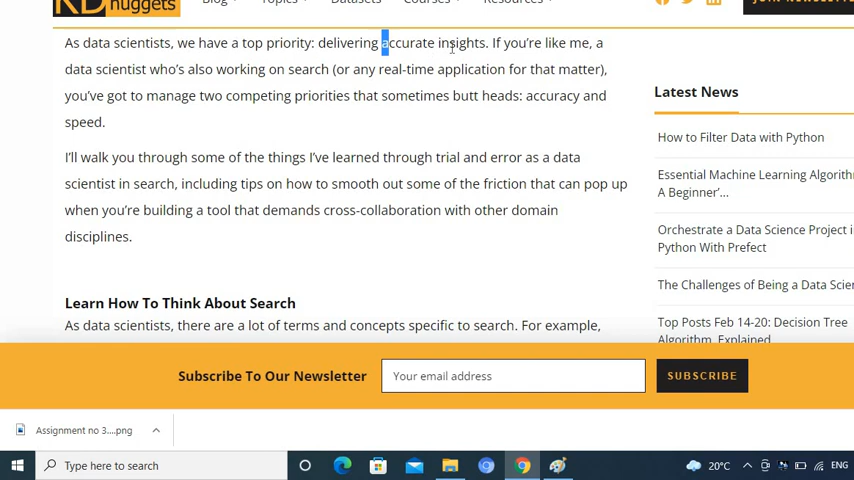 KDnuggets
Blog Topics Datasets Courses Resources
As data scientists, we have a top priority: delivering accurate insights. If you're like me, a
data scientist who's also working on search (or any real-time application for that matter),
you've got to manage two competing priorities that sometimes butt heads: accuracy and
speed.
I'll walk you through some of the things I've learned through trial and error as a data
scientist in search, including tips on how to smooth out some of the friction that can pop up
when you're building a tool that demands cross-collaboration with other domain
disciplines.
Learn How To Think About Search
As data scientists, there are a lot of terms and concepts specific to search. For example,
Latest News
How to Filter Data with Python
Essential Machine Learning Algorithm
A Beginner'...
Orchestrate a Data Science Project i
Python With Prefect
The Challenges of Being a Data Scien
Top Posts Feb 14-20: Decision Tree
Algorithm, Explained
Subscribe To Our Newsletter
Your email address
SUBSCRIBE
Assignment no 3....png
Type here to search
20°C
ENG